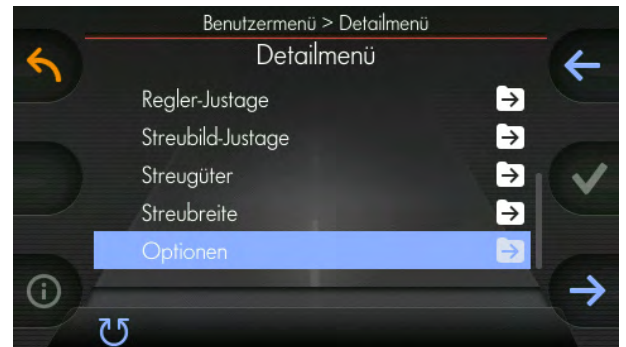 Benutzermenü > Detailmenü
Detailmenü
Regler-Justage
Streubild-Justage
Streugüter
Streubreite
Optionen